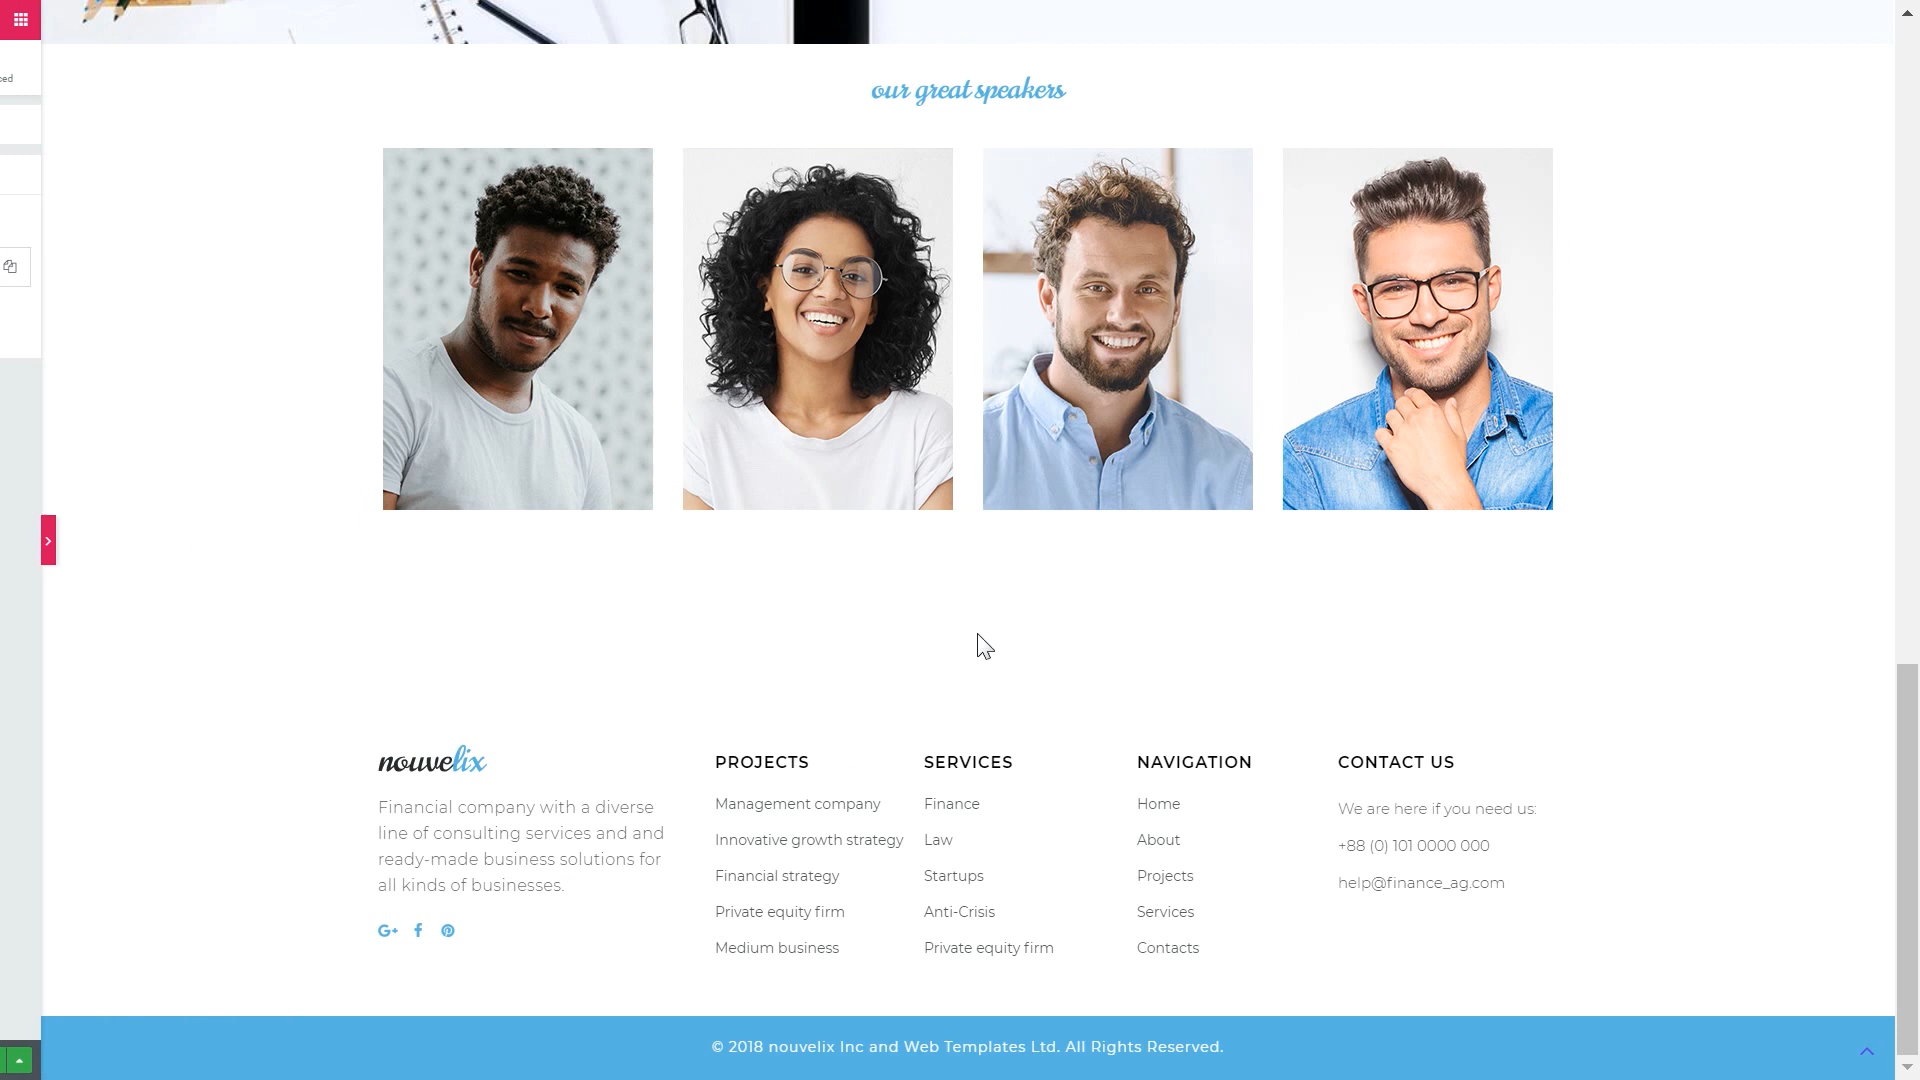 ced
our great speakers
nouvelix
Financial company with a diverse
line of consulting services and and
ready-made business solutions for
all kinds of businesses.
PROJECTS
Management company
Innovative growth strategy
Financial strategy
Private equity firm
Medium business
SERVICES
Finance
Law
Startups
Anti-Crisis
Private equity firm
NAVIGATION
Home
About
Projects
Services
Contacts
CONTACT US
We are here if you need us:
+88 (0) 101 0000 000
help@finance_ag.com
© 2018 nouvelix Inc and Web Templates Ltd. All Rights Reserved.